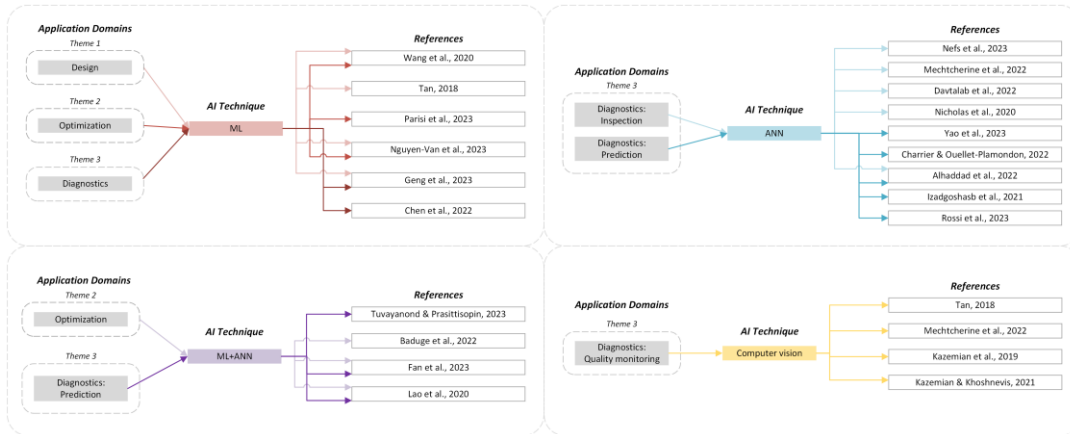 Application Domains
Theme 1
Design
Theme 2
Optimization
Theme 3
Diagnostics
AI Technique
ML
References
Wang et al., 2020
Tan, 2018
Parisi et al., 2023
Nguyen-Van et al., 2023
Geng et al., 2023
Chen et al., 2022
Application Domains
Theme 3
Diagnostics:
Inspection
Diagnostics:
Prediction
AI Technique
ANN
References
Nefs et al., 2023
Mechtcherine et al., 2022
Davtalab et al., 2022
Nicholas et al., 2020
Yao et al., 2023
Charrier & Ouellet-Plamondon, 2022
Alhaddad et al., 2022
Izadgoshasb et al., 2021
Rossi et al., 2023
Application Domains
Theme 2
Optimization
Theme 3
Diagnostics:
Prediction
AI Technique
ML+ANN
References
Tuvayanond & Prasittisopin, 2023
Baduge et al., 2022
Fan et al., 2023
Lao et al., 2020
Application Domains
Theme 3
Diagnostics:
Quality monitoring
AI Technique
Computer vision
References
Tan, 2018
Mechtcherine et al., 2022
Kazemian et al., 2019
Kazemian & Khoshnevis, 2021